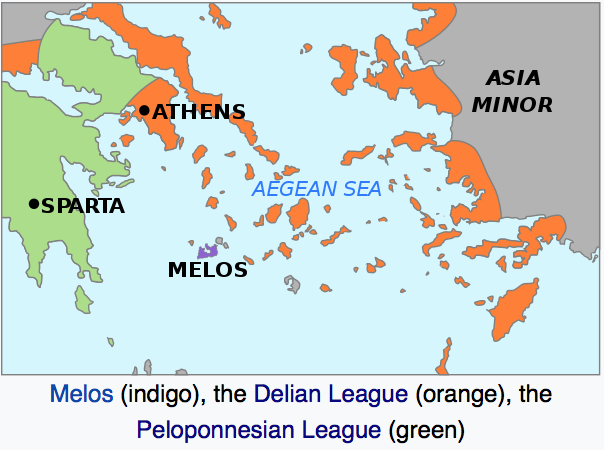 ASIA
MINOR
ATHENS
AEGEAN SEA
SPARTA
MELOS
Melos (indigo), the Delian League (orange), the
Peloponnesian League (green)